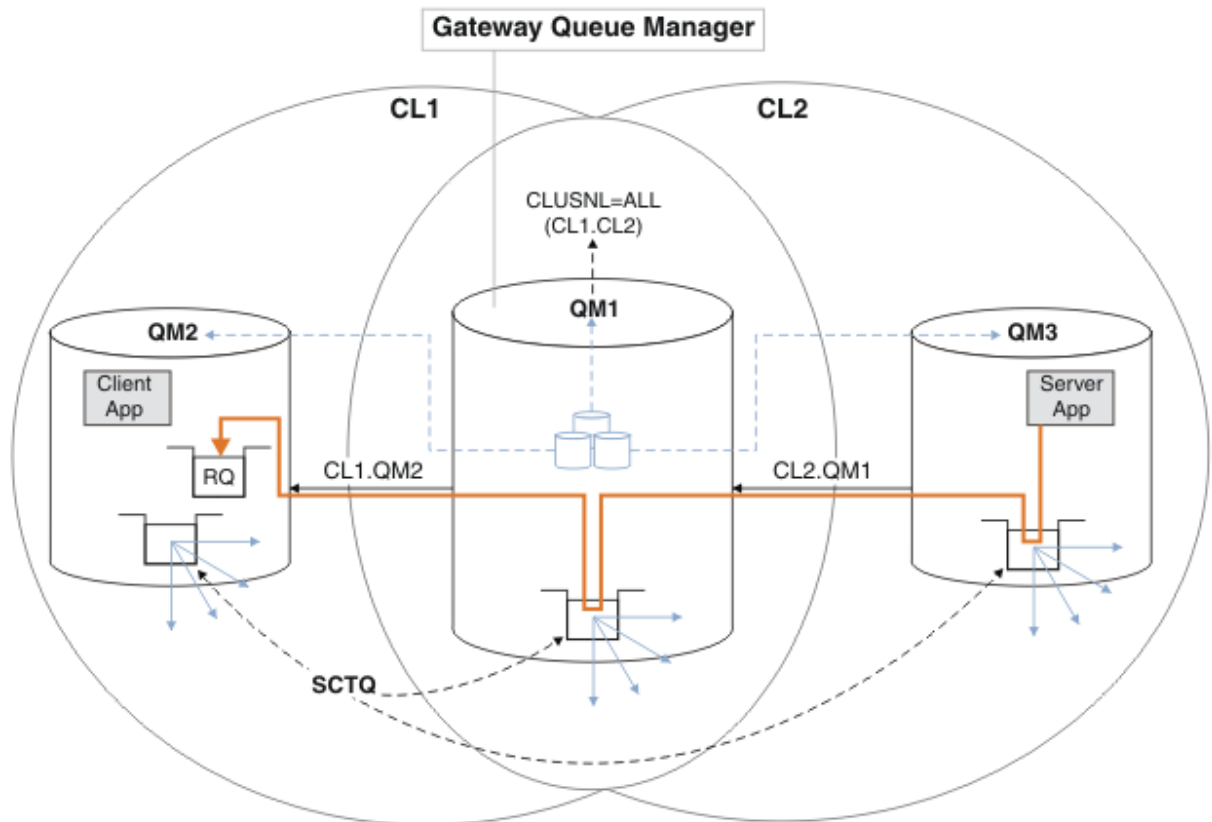 Gateway Queue Manager
CL1
CL2
CLUSNL=ALL
(CL1.CL2)
QM1
QM2
QM3
Client
App
Server
App
RQ
CL1.QM2
CL2.QM1
SCTQ